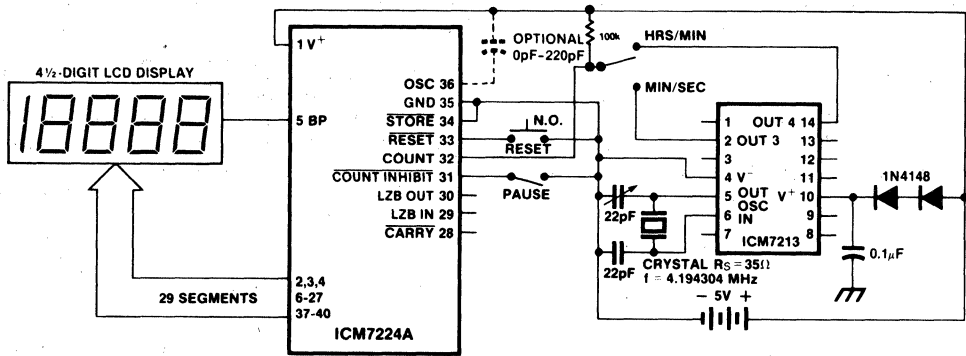 1 V+
OPTIONAL
0pF–220pF
100k
HRS/MIN
4½-DIGIT LCD DISPLAY
18888
OSC 36
GND 35
5 BP
STORE 34
RESET 33
COUNT 32
COUNT INHIBIT 31
LZB OUT 30
LZB IN 29
CARRY 28
N.O.
RESET
PAUSE
MIN/SEC
1 OUT 4 14
2 OUT 3 13
3 12
4 V− 11
5 OUT V+ 10
OSC 9
6 IN
7 8
ICM7213
1N4148
22pF
22pF
0.1µF
CRYSTAL RS = 35Ω
f = 4.194304 MHz
− 5V +
29 SEGMENTS
2,3,4
6-27
37-40
ICM7224A